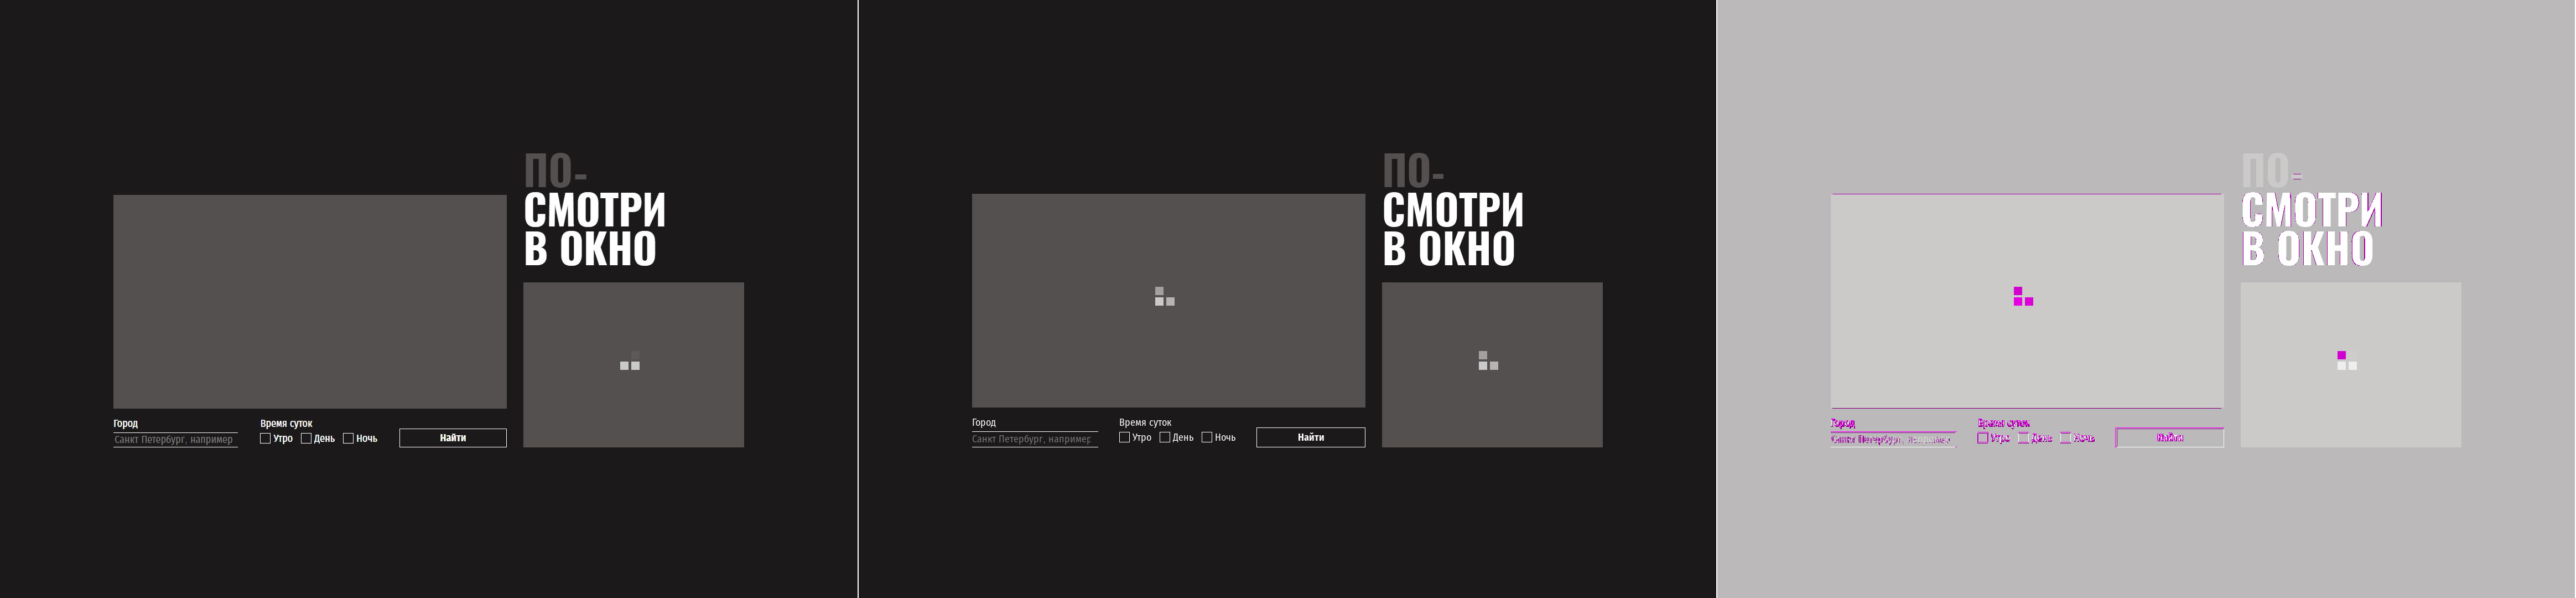 ПО-
СМОТРИ
В ОКНО
Город
Время суток
Санкт Петербург, например
Утро
День
Ночь
Найти
ПО-
СМОТРИ
В ОКНО
Город
Время суток
Санкт Петербург, например
Утро
День
Ночь
Найти
ПО-
СМОТРИ
В ОКНО
Город
Время суток
Санкт Петербург, например
Утро
День
Ночь
Найти